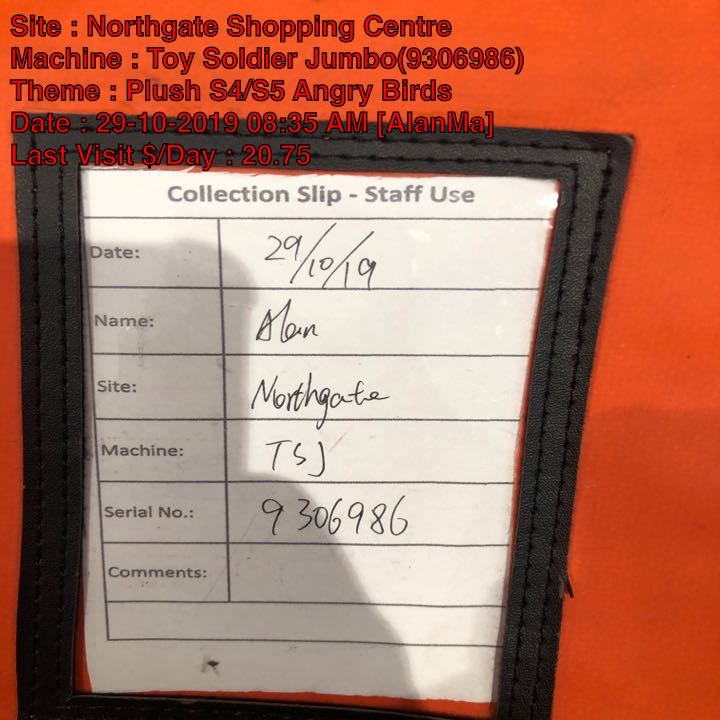 Site : Northgate Shopping Centre
Machine : Toy Soldier Jumbo(9306986)
Theme : Plush S4/S5 Angry Birds
Date : 29-10-2019 08:35 AM [AlanMa]
Last Visit $/Day : 20.75
Collection Slip - Staff Use
Date: 29/10/19
Name: Alan
Site: Northgate
Machine: TSJ
Serial No.: 9306986
Comments: